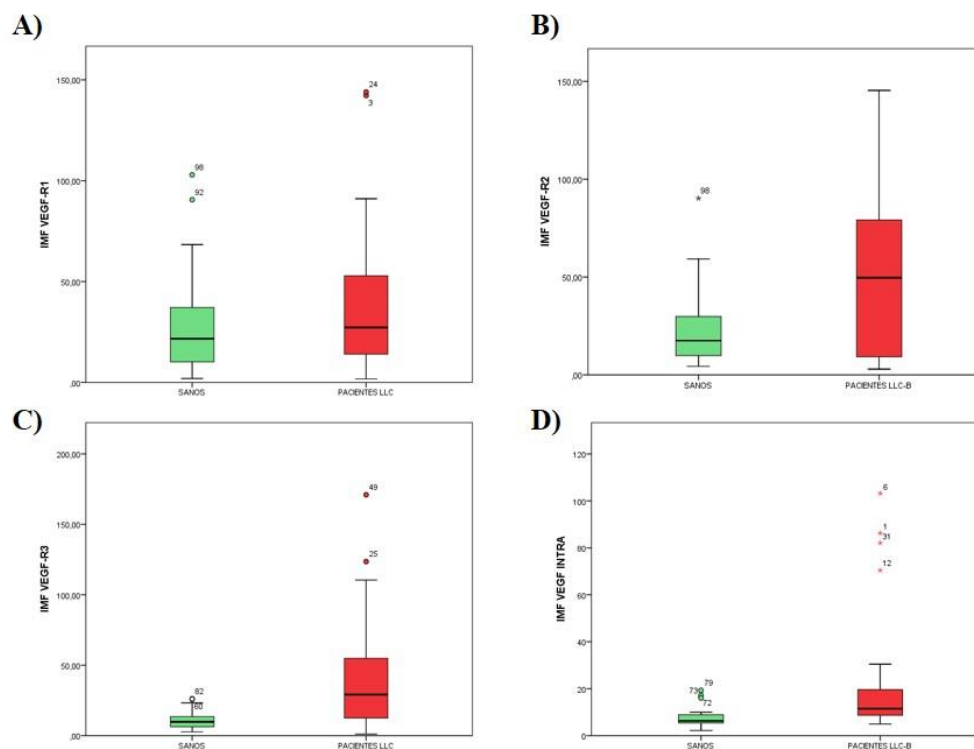 A)
IMF VEGF-R1
150,00
100,00
50,00
,00
98
92
24
3
SANOS
PACIENTES LLC
B)
IMF VEGF-R2
150,00
100,00
50,00
,00
98
SANOS
PACIENTES LLC-B
C)
IMF VEGF-R3
200,00
150,00
100,00
50,00
,00
82
60
49
25
SANOS
PACIENTES LLC
D)
IMF VEGF INTRA
120
100
80
60
40
20
0
79
73
72
6
1
31
12
SANOS
PACIENTES LLC-B